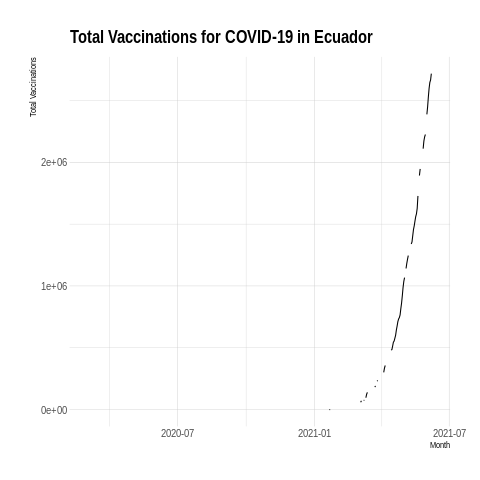 Total Vaccinations for COVID-19 in Ecuador
Total Vaccinations
2e+06
1e+06
0e+00
2020-07
2021-01
2021-07
Month